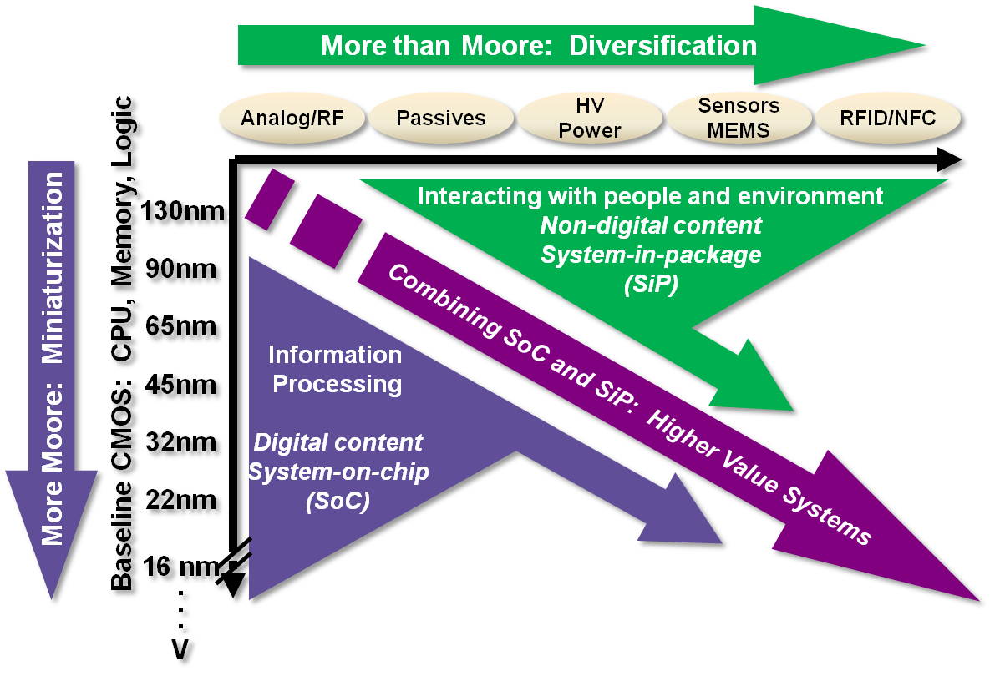 More than Moore:  Diversification
Analog/RF
Passives
HV
Power
Sensors
MEMS
RFID/NFC
More Moore:  Miniaturization
Baseline CMOS:  CPU, Memory, Logic
130nm
90nm
65nm
45nm
32nm
22nm
16 nm
.
.
.
V
Interacting with people and environment
Non-digital content
System-in-package
(SiP)
Combining SoC and SiP:  Higher Value Systems
Information
Processing
Digital content
System-on-chip
(SoC)